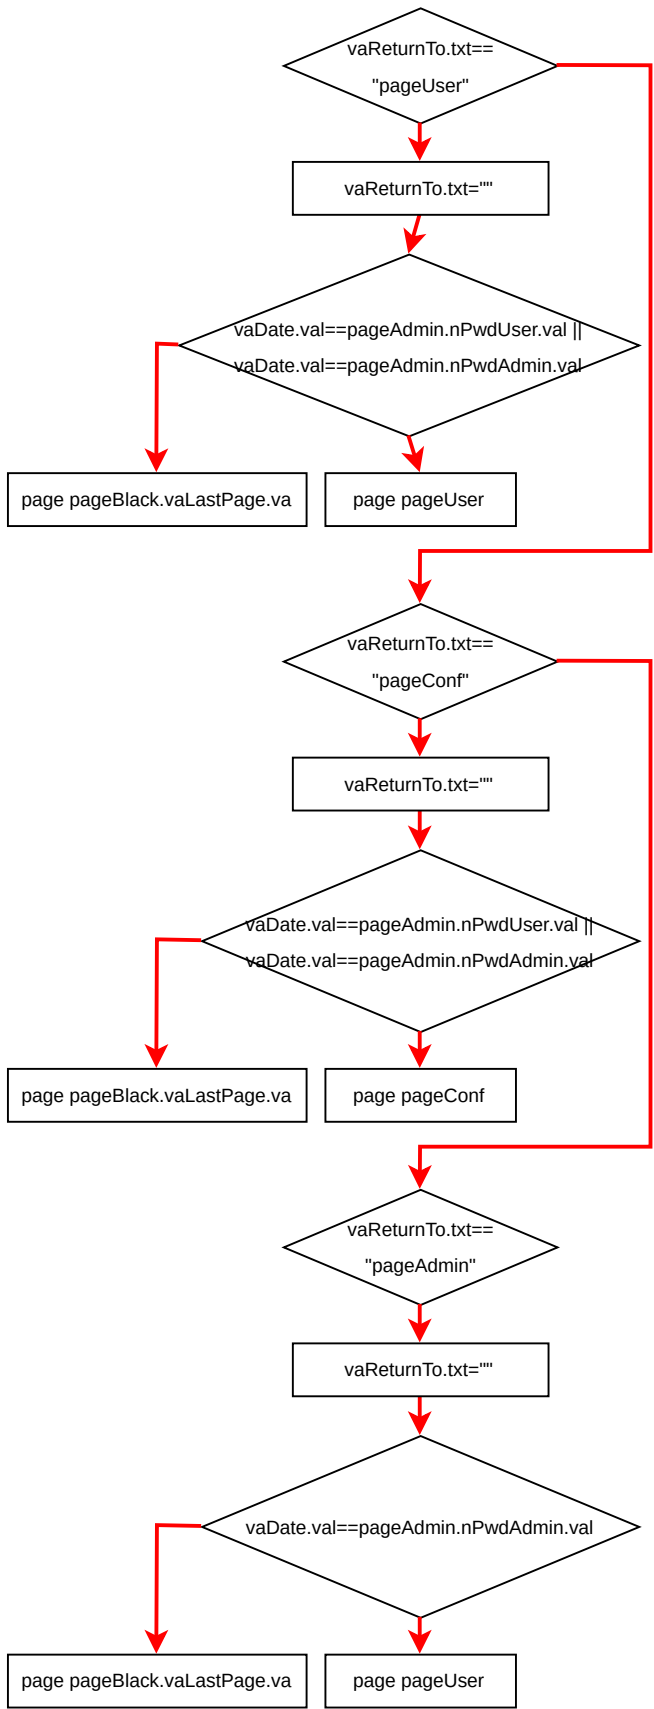 vaReturnTo.txt==
"pageUser"
vaReturnTo.txt=""
vaDate.val==pageAdmin.nPwdUser.val ||
vaDate.val==pageAdmin.nPwdAdmin.val
page pageBlack.vaLastPage.va
page pageUser
vaReturnTo.txt==
"pageConf"
vaReturnTo.txt=""
vaDate.val==pageAdmin.nPwdUser.val ||
vaDate.val==pageAdmin.nPwdAdmin.val
page pageBlack.vaLastPage.va
page pageConf
vaReturnTo.txt==
"pageAdmin"
vaReturnTo.txt=""
vaDate.val==pageAdmin.nPwdAdmin.val
page pageBlack.vaLastPage.va
page pageUser